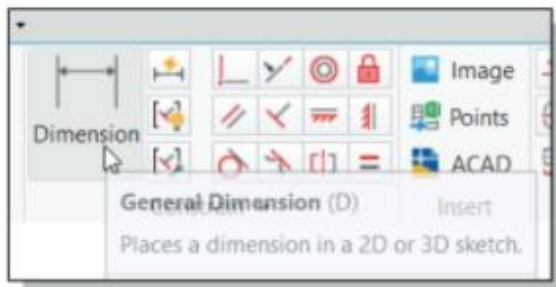 Image
Points
Dimension
ACAD
General Dimension (D)
Insert
Places a dimension in a 2D or 3D sketch.